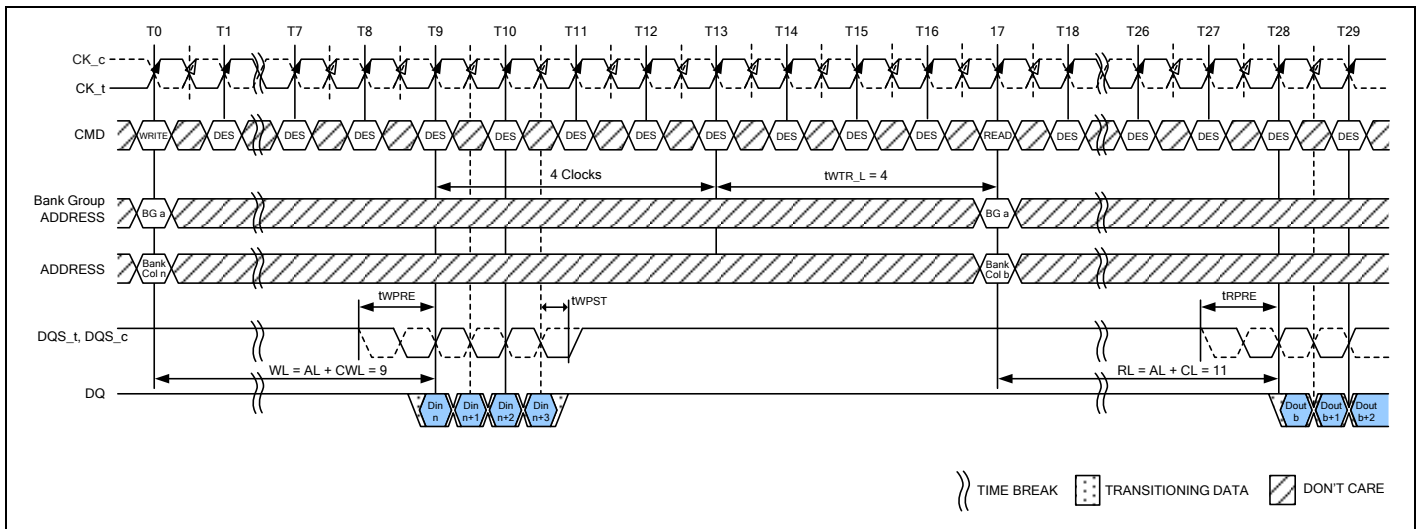 T0 T1 T7 T8 T9 T10 T11 T12 T13 T14 T15 T16 17 T18 T26 T27 T28 T29
CK_c
CK_t
CMD WRITE DES DES DES DES DES DES DES DES DES DES DES READ DES DES DES DES DES
4 Clocks tWTR_L = 4
Bank Group
ADDRESS BG a BG a
ADDRESS Bank Col n Bank Col b
tWPRE tWPST tRPRE
DQS_t, DQS_c
WL = AL + CWL = 9 RL = AL + CL = 11
DQ Din n Din n+1 Din n+2 Din n+3 Dout b Dout b+1 Dout b+2
TIME BREAK TRANSITIONING DATA DON'T CARE